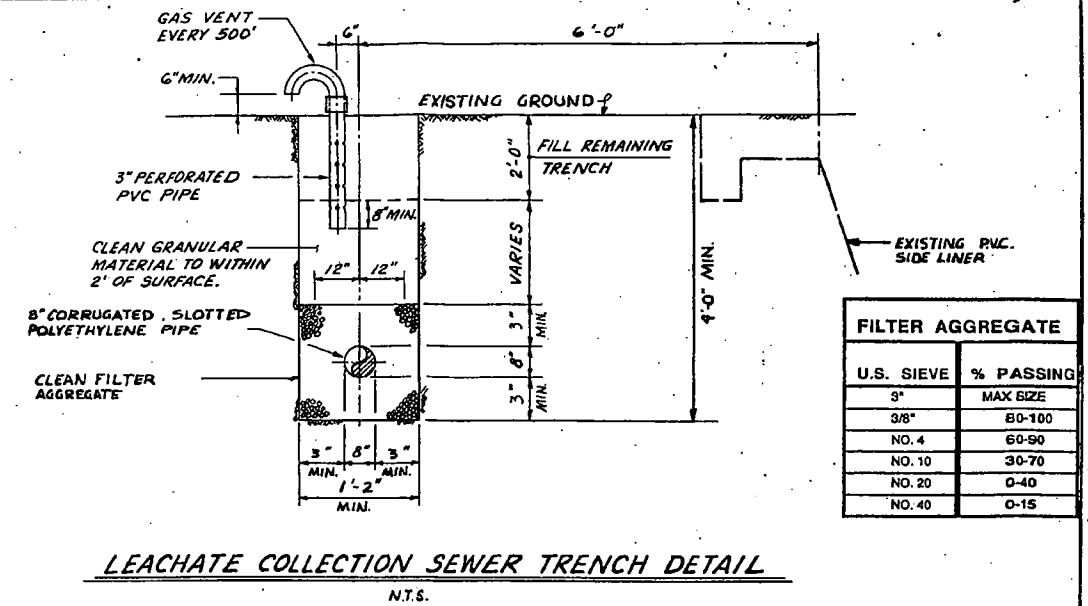 GAS VENT
EVERY 500'
6"
6'-0"
6" MIN.
EXISTING GROUND
2'-0"
FILL REMAINING
TRENCH
3" PERFORATED
PVC PIPE
8" MIN.
CLEAN GRANULAR
MATERIAL TO WITHIN
2' OF SURFACE.
12"
12"
VARIES
4'-0" MIN.
EXISTING P.V.C.
SIDE LINER
8" CORRUGATED, SLOTTED
POLYETHYLENE PIPE
3"
MIN.
8"
3"
MIN.
CLEAN FILTER
AGGREGATE
3"
MIN.
8"
3"
MIN.
1'-2"
MIN.
FILTER AGGREGATE
U.S. SIEVE % PASSING
3" MAX SIZE
3/8" 80-100
NO. 4 60-90
NO. 10 30-70
NO. 20 0-40
NO. 40 0-15
LEACHATE COLLECTION SEWER TRENCH DETAIL
N.T.S.